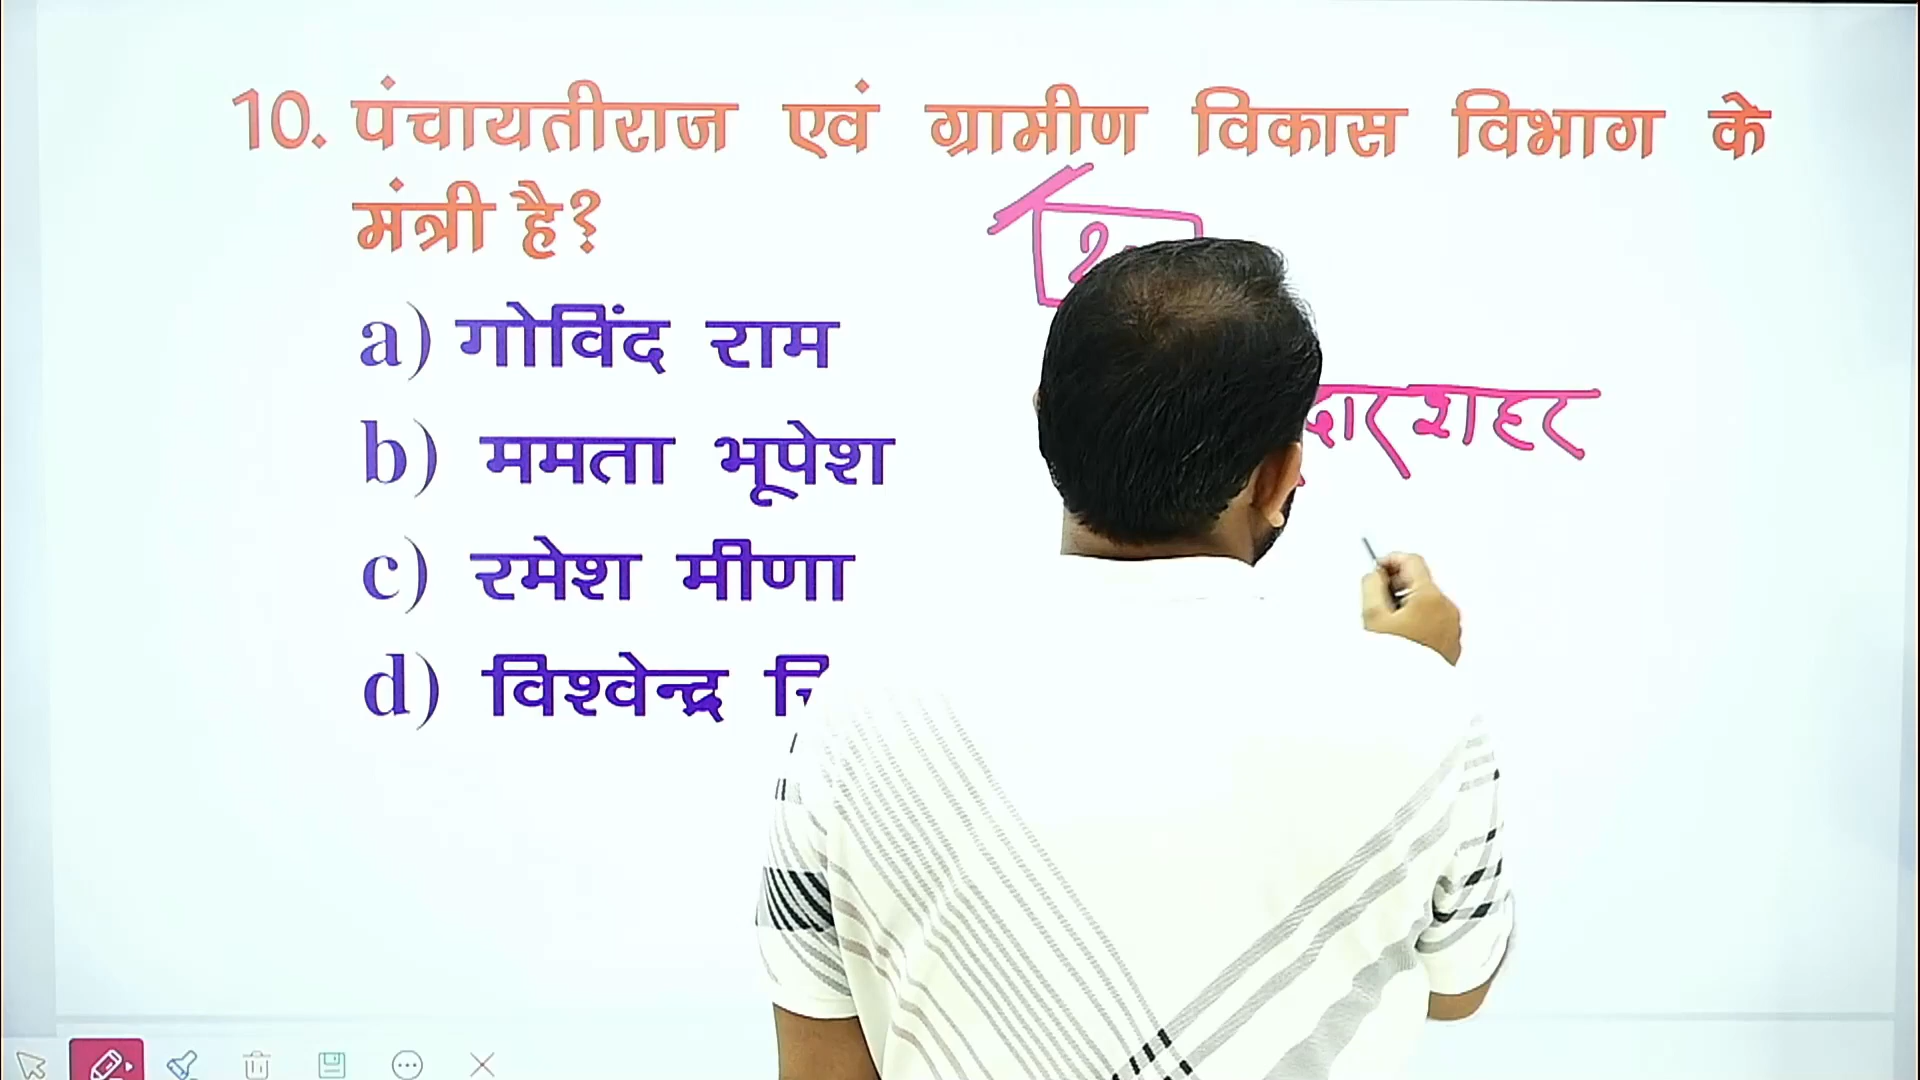 10. पंचायतीराज एवं ग्रामीण विकास विभाग के
मंत्री है?
a) गोविंद राम
b) ममता भूपेश
c) रमेश मीणा
d) विश्वेन्द्र